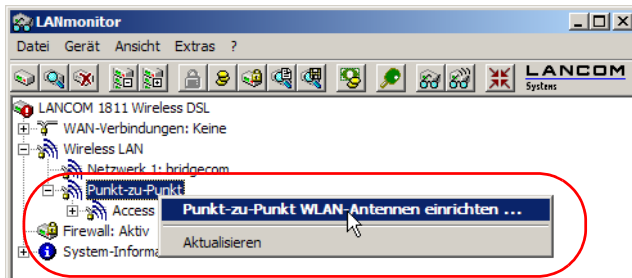 LANmonitor
Datei Gerät Ansicht Extras ?
LANCOM
Systems
LANCOM 1811 Wireless DSL
WAN-Verbindungen: Keine
Wireless LAN
Netzwerk 1: bridgecom
Punkt-zu-Punkt
Access
Punkt-zu-Punkt WLAN-Antennen einrichten ...
Firewall: Aktiv
Aktualisieren
System-Informa